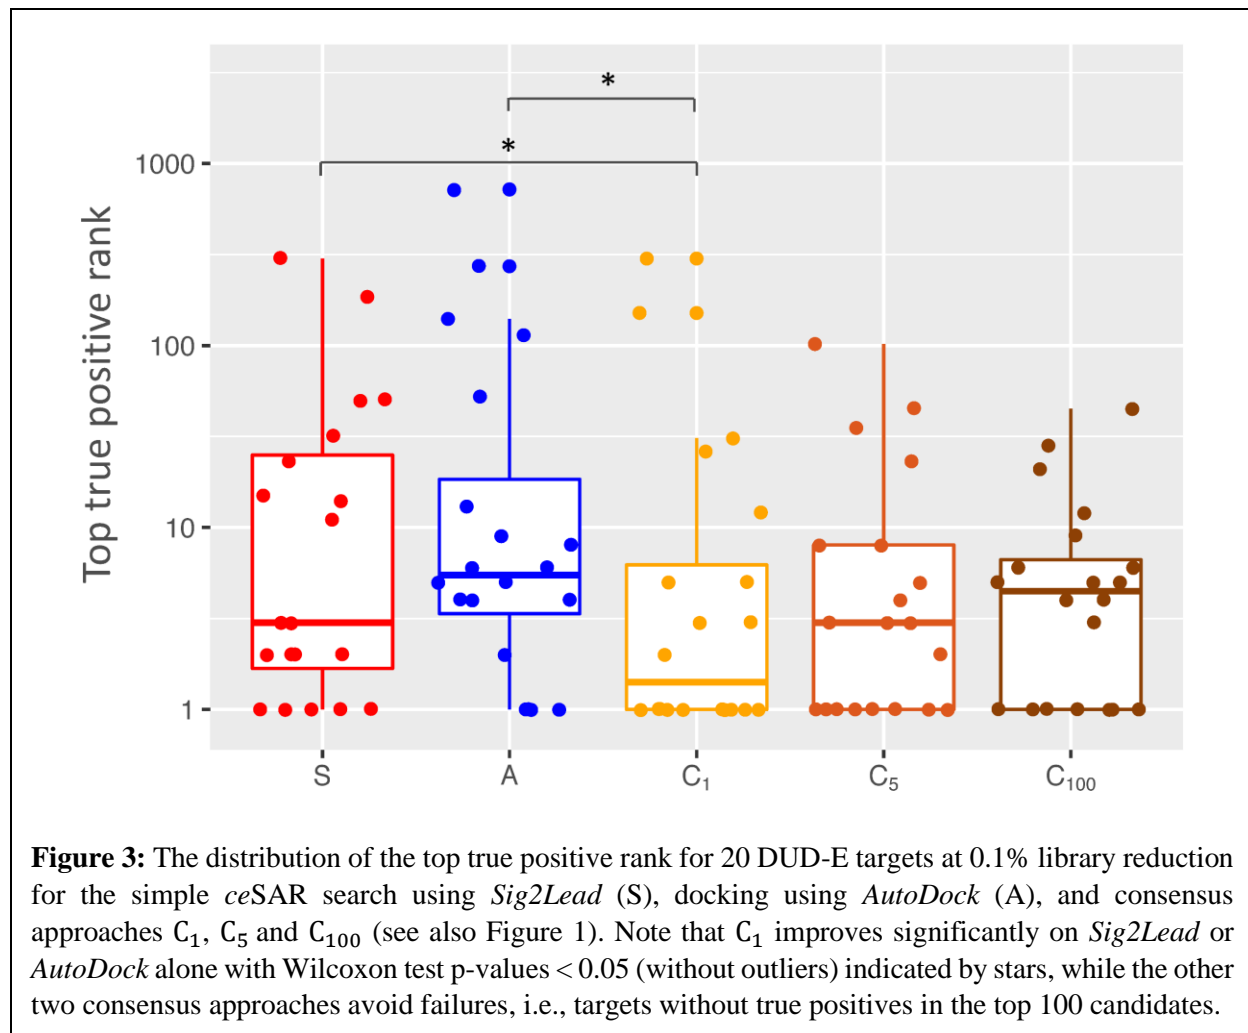 *
*
1000
100
10
1
Top true positive rank
S
A
C₁
C₅
C₁₀₀
Figure 3: The distribution of the top true positive rank for 20 DUD-E targets at 0.1% library reduction
for the simple ceSAR search using Sig2Lead (S), docking using AutoDock (A), and consensus
approaches C₁, C₅ and C₁₀₀ (see also Figure 1). Note that C₁ improves significantly on Sig2Lead or
AutoDock alone with Wilcoxon test p-values < 0.05 (without outliers) indicated by stars, while the other
two consensus approaches avoid failures, i.e., targets without true positives in the top 100 candidates.